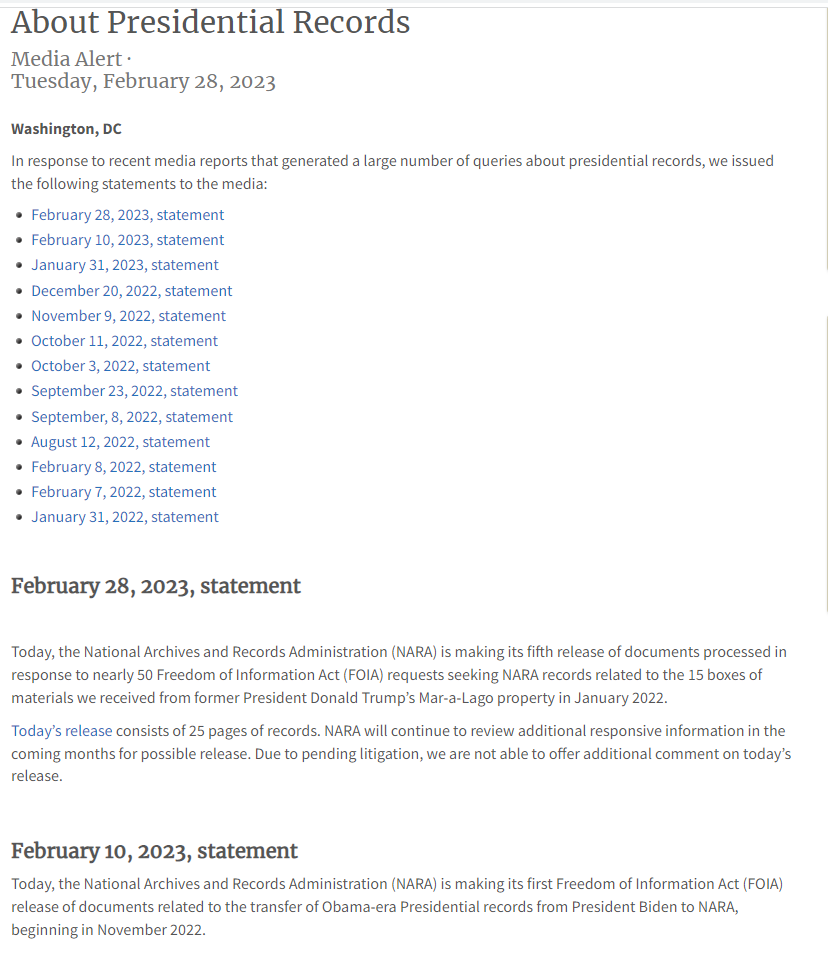 About Presidential Records
Media Alert ·
Tuesday, February 28, 2023
Washington, DC
In response to recent media reports that generated a large number of queries about presidential records, we issued
the following statements to the media:
• February 28, 2023, statement
• February 10, 2023, statement
• January 31, 2023, statement
• December 20, 2022, statement
• November 9, 2022, statement
• October 11, 2022, statement
• October 3, 2022, statement
• September 23, 2022, statement
• September, 8, 2022, statement
• August 12, 2022, statement
• February 8, 2022, statement
• February 7, 2022, statement
• January 31, 2022, statement
February 28, 2023, statement
Today, the National Archives and Records Administration (NARA) is making its fifth release of documents processed in
response to nearly 50 Freedom of Information Act (FOIA) requests seeking NARA records related to the 15 boxes of
materials we received from former President Donald Trump’s Mar-a-Lago property in January 2022.
Today’s release consists of 25 pages of records. NARA will continue to review additional responsive information in the
coming months for possible release. Due to pending litigation, we are not able to offer additional comment on today’s
release.
February 10, 2023, statement
Today, the National Archives and Records Administration (NARA) is making its first Freedom of Information Act (FOIA)
release of documents related to the transfer of Obama-era Presidential records from President Biden to NARA,
beginning in November 2022.